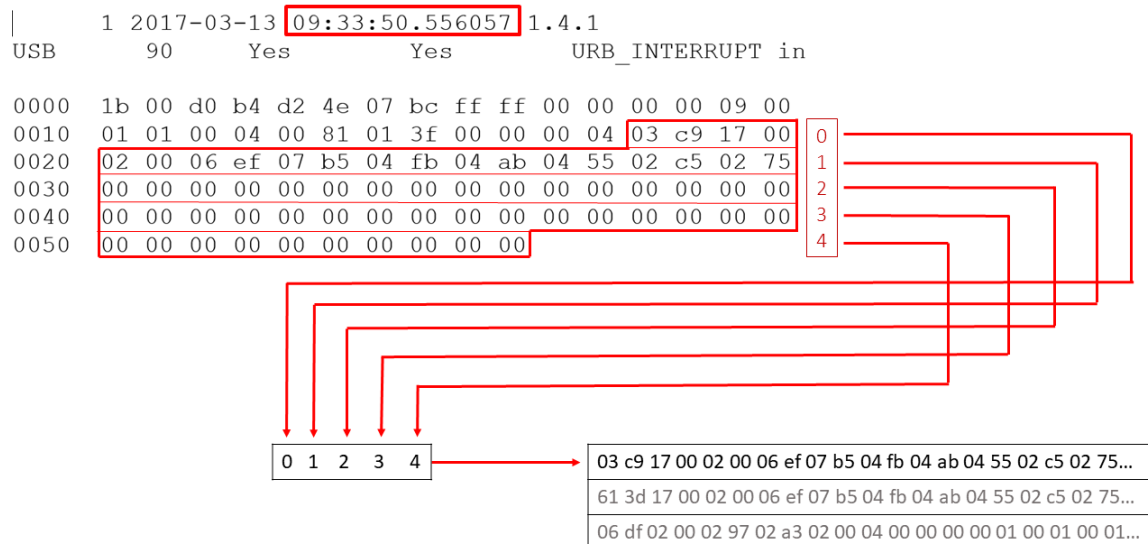 1 2017-03-13 09:33:50.556057 1.4.1
USB 90 Yes Yes URB_INTERRUPT in
0000 1b 00 d0 b4 d2 4e 07 bc ff ff 00 00 00 00 09 00
0010 01 01 00 04 00 81 01 3f 00 00 00 04 03 c9 17 00 0
0020 02 00 06 ef 07 b5 04 fb 04 ab 04 55 02 c5 02 75 1
0030 00 00 00 00 00 00 00 00 00 00 00 00 00 00 00 00 2
0040 00 00 00 00 00 00 00 00 00 00 00 00 00 00 00 00 3
0050 00 00 00 00 00 00 00 00 00 00 4
0 1 2 3 4
03 c9 17 00 02 00 06 ef 07 b5 04 fb 04 ab 04 55 02 c5 02 75...
61 3d 17 00 02 00 06 ef 07 b5 04 fb 04 ab 04 55 02 c5 02 75...
06 df 02 00 02 97 02 a3 02 00 04 00 00 00 00 01 00 01 00 01...